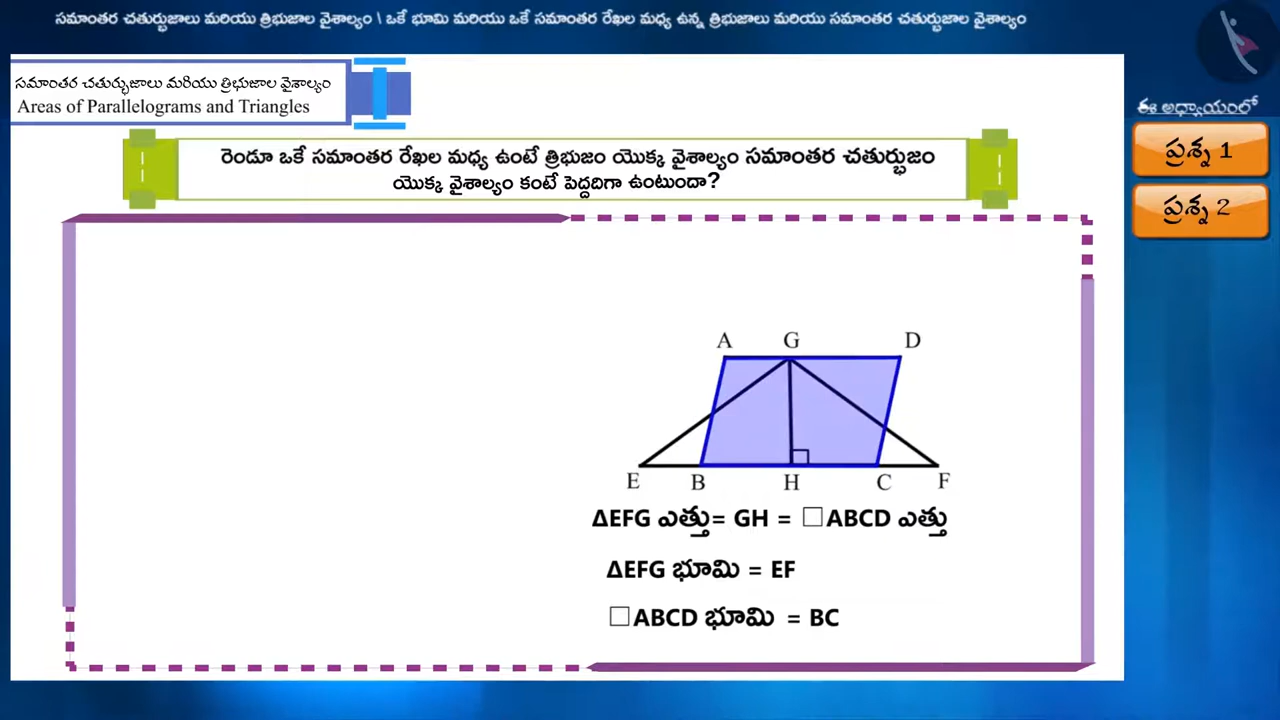 సమాంతర చతుర్భుజాలు మరియు త్రిభుజాల వైశాల్యం \ ఒకే భూమి మరియు ఒకే సమాంతర రేఖల మధ్య ఉన్న త్రిభుజాలు మరియు సమాంతర చతుర్భుజాల వైశాల్యం
సమాంతర చతుర్భుజాలు మరియు త్రిభుజాల వైశాల్యం
Areas of Parallelograms and Triangles
ఈ అధ్యాయంలో
ప్రశ్న 1
ప్రశ్న 2
రెండూ ఒకే సమాంతర రేఖల మధ్య ఉంటే త్రిభుజం యొక్క వైశాల్యం సమాంతర చతుర్భుజం
యొక్క వైశాల్యం కంటే పెద్దదిగా ఉంటుందా?
A G D
E B H C F
ΔEFG ఎత్తు= GH = □ABCD ఎత్తు
ΔEFG భూమి = EF
□ABCD భూమి = BC